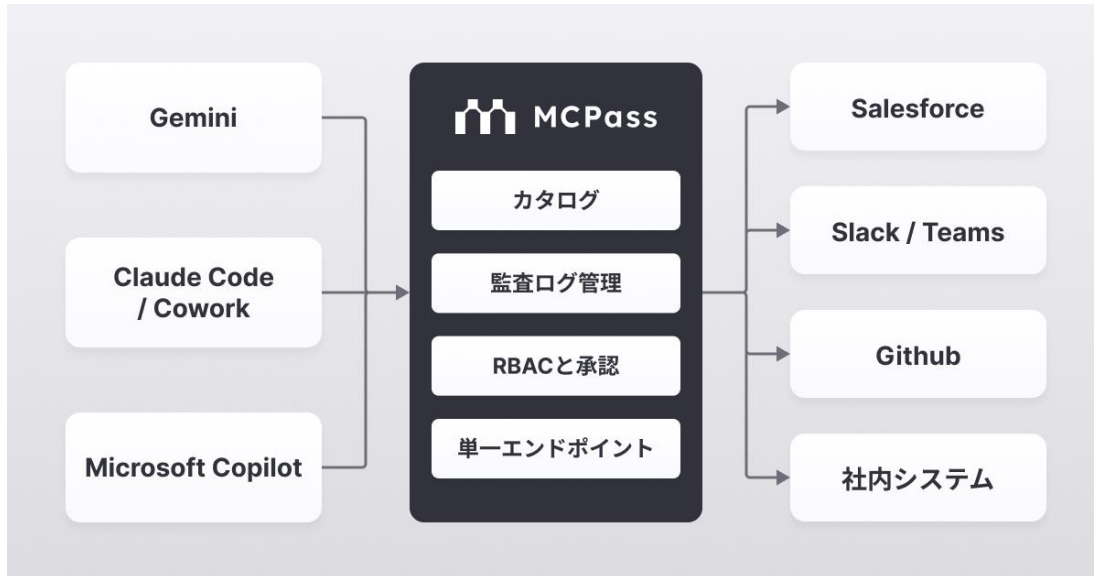 Gemini
Claude Code
/ Cowork
Microsoft Copilot
MCPass
カタログ
監査ログ管理
RBACと承認
単一エンドポイント
Salesforce
Slack / Teams
Github
社内システム